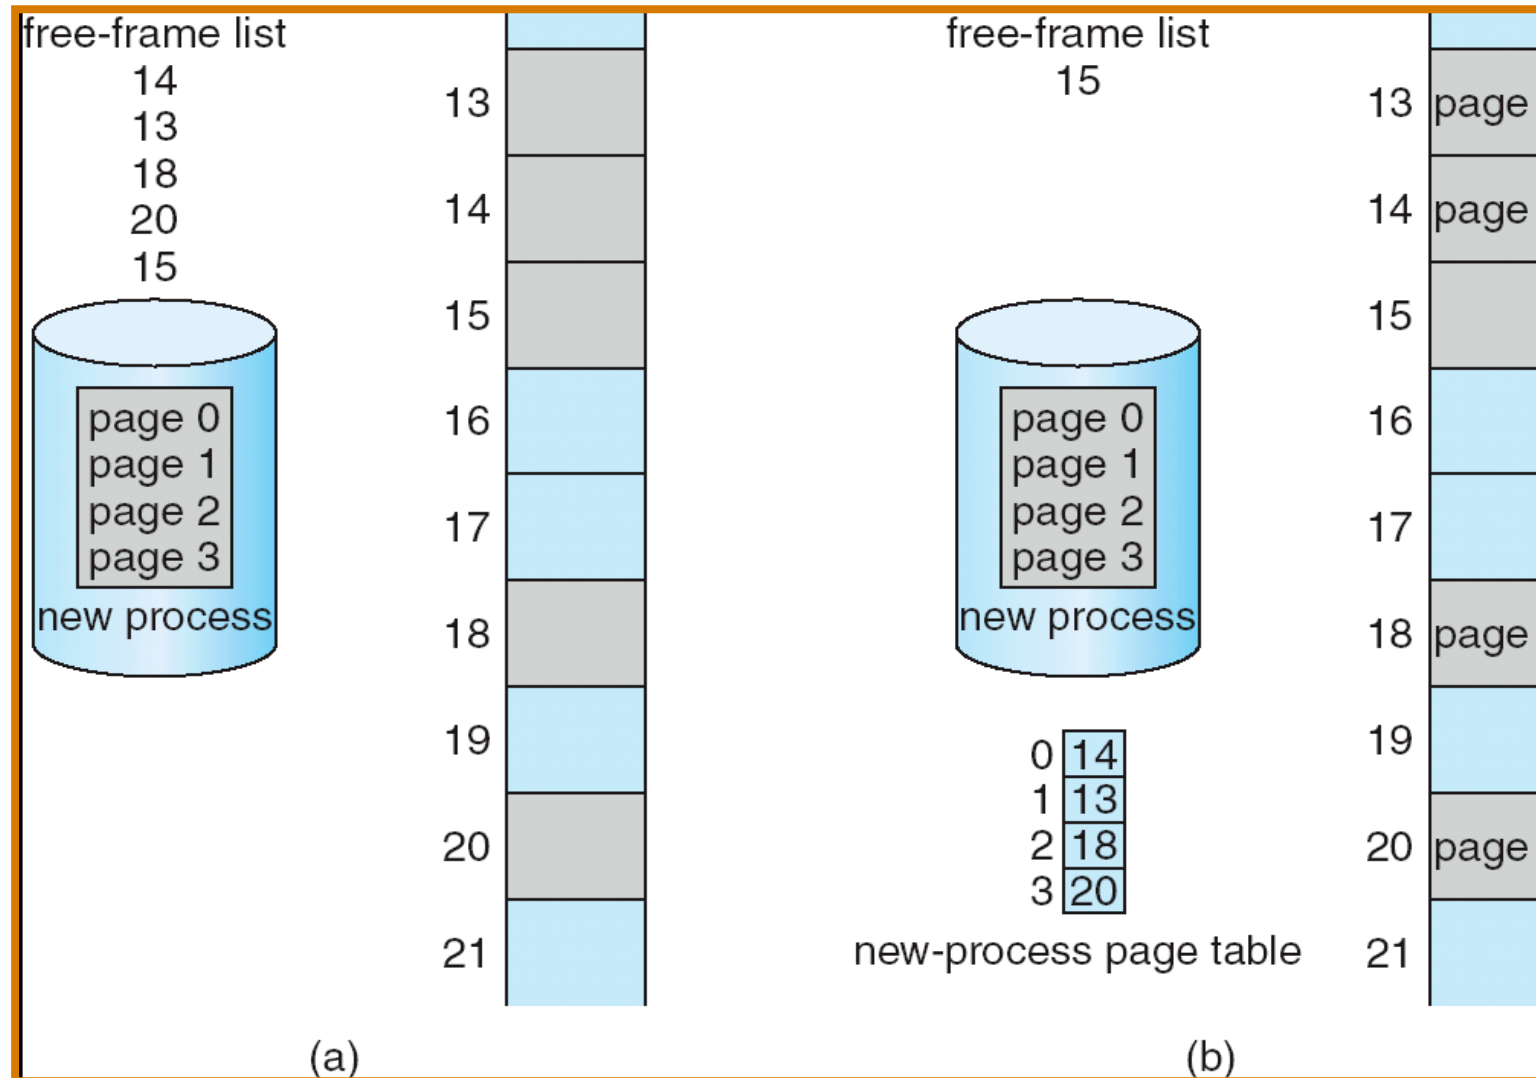 free-frame list
14
13
18
20
15
page 0
page 1
page 2
page 3
new process
13
14
15
16
17
18
19
20
21
(a)
free-frame list
15
page 0
page 1
page 2
page 3
new process
0 14
1 13
2 18
3 20
new-process page table
13 page
14 page
15
16
17
18 page
19
20 page
21
(b)